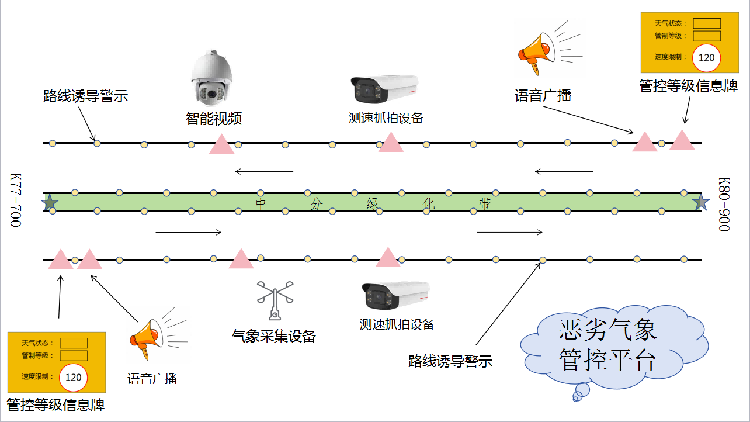 天气状态：
管制等级：
速度限制：
120
管控等级信息牌
语音广播
路线诱导警示
智能视频
测速抓拍设备
K77-700
K80-900
中分绿化带
气象采集设备
测速抓拍设备
路线诱导警示
天气状态：
管制等级：
速度限制：
120
管控等级信息牌
语音广播
恶劣气象
管控平台